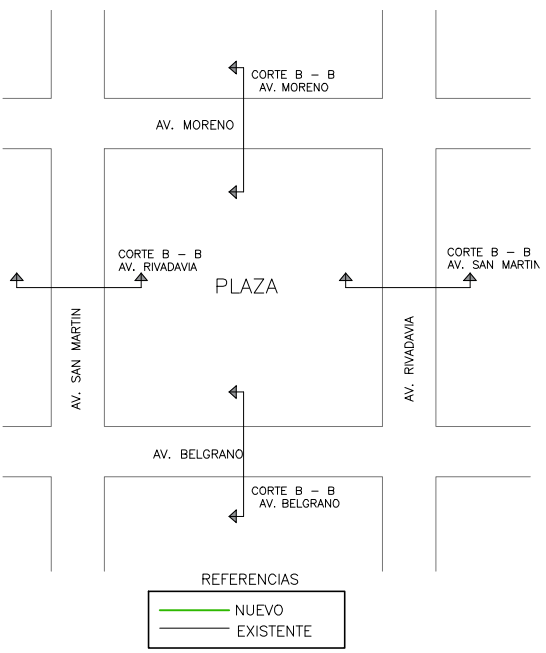 CORTE B - B
AV. MORENO
AV. MORENO
CORTE B - B
AV. RIVADAVIA
CORTE B - B
AV. SAN MARTIN
PLAZA
AV. SAN MARTIN
AV. RIVADAVIA
AV. BELGRANO
CORTE B - B
AV. BELGRANO
REFERENCIAS
NUEVO
EXISTENTE